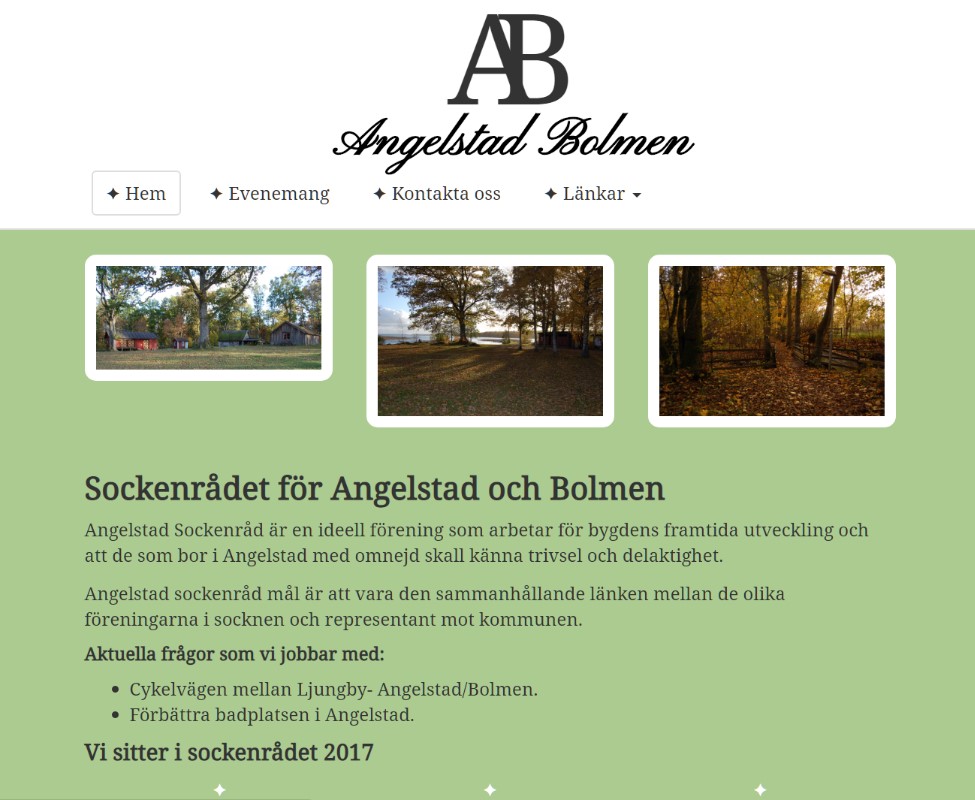 AB
Angelstad Bolmen
Hem Evenemang Kontakta oss Länkar
Sockenrådet för Angelstad och Bolmen
Angelstad Sockenråd är en ideell förening som arbetar för bygdens framtida utveckling och
att de som bor i Angelstad med omnejd skall känna trivsel och delaktighet.
Angelstad sockenråd mål är att vara den sammanhållande länken mellan de olika
föreningarna i socknen och representant mot kommunen.
Aktuella frågor som vi jobbar med:
Cykelvägen mellan Ljungby- Angelstad/Bolmen.
Förbättra badplatsen i Angelstad.
Vi sitter i sockenrådet 2017